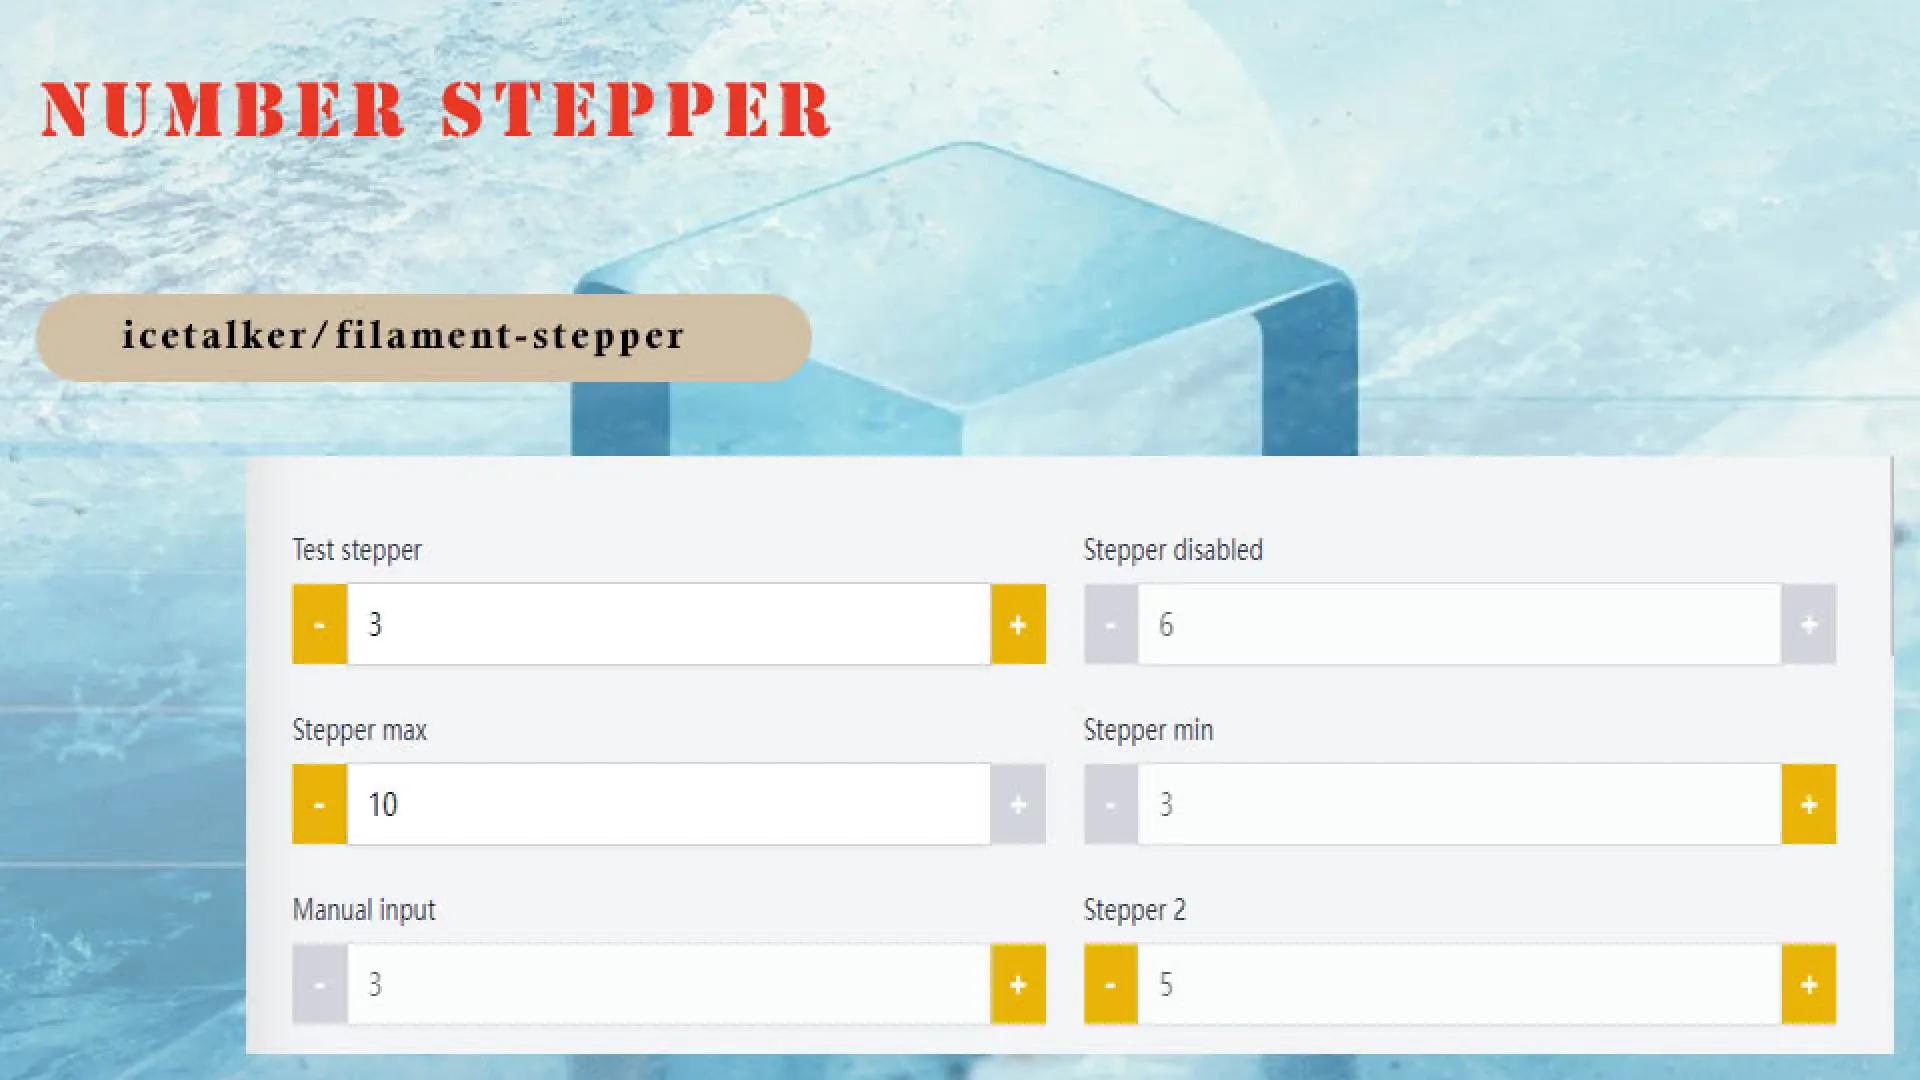 NUMBER STEPPER
icetalker/filament-stepper
Test stepper
- 3 +
Stepper disabled
- 6 +
Stepper max
- 10 +
Stepper min
- 3 +
Manual input
- 3 +
Stepper 2
- 5 +